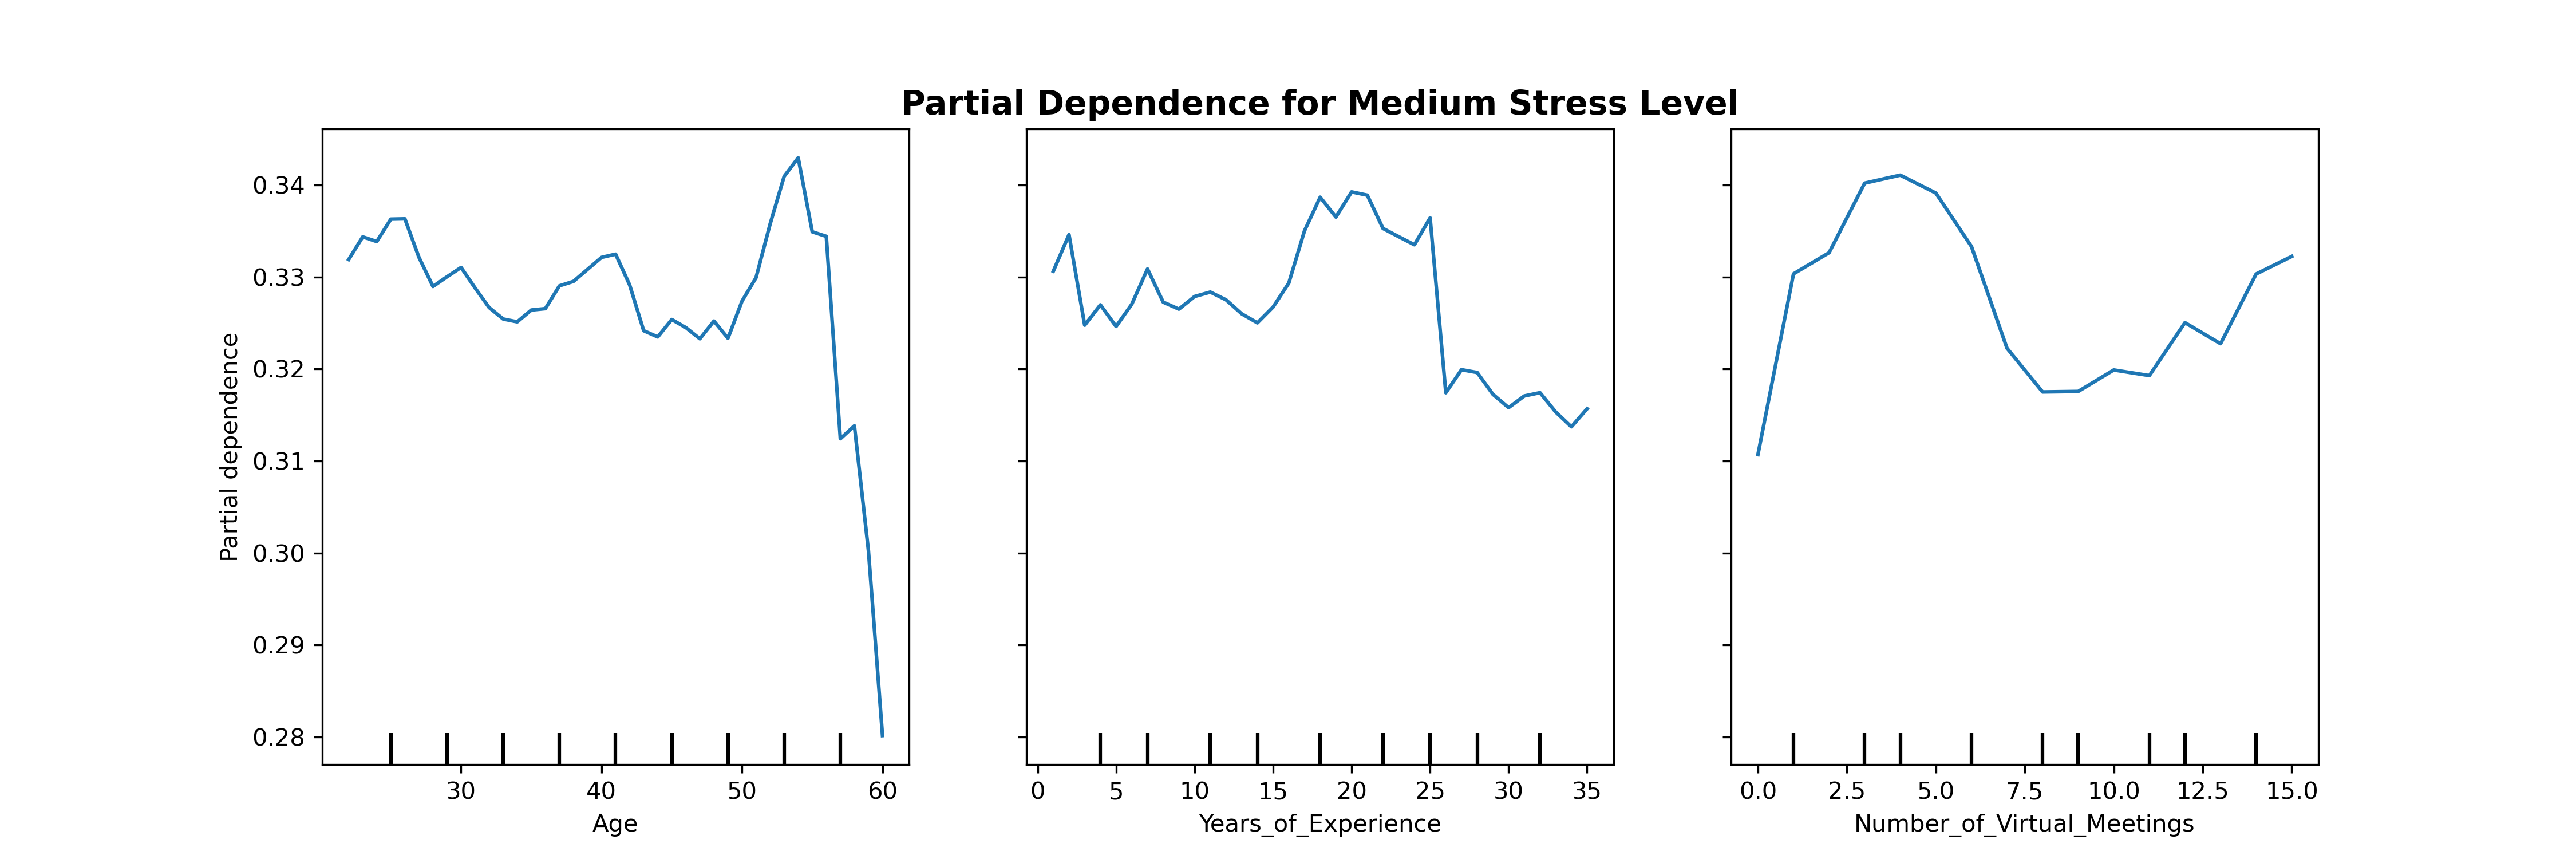 Partial Dependence for Medium Stress Level
Partial dependence
0.34
0.33
0.32
0.31
0.30
0.29
0.28
30 40 50 60
Age
0 5 10 15 20 25 30 35
Years_of_Experience
0.0 2.5 5.0 7.5 10.0 12.5 15.0
Number_of_Virtual_Meetings